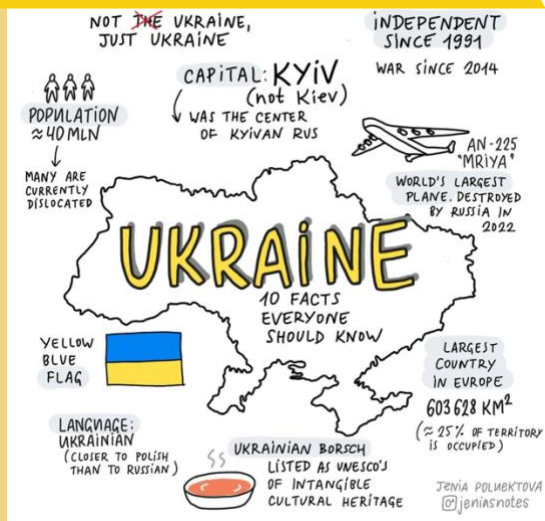 NOT THE UKRAINE,
JUST UKRAINE
iNDEPENDENT
SINCE 1991
WAR SINCE 2014
CAPiTAL: KYiV
(not Kiev)
WAS THE CENTER
OF KYiVAN RUS
POPULATiON
≈40 MLN
MANY ARE
CURRENTLY
DiSLOCATED
AN-225
"MRiYA"
WORLD'S LARGEST
PLANE. DESTROYED
BY RUSSiA iN
2022
UKRAiNE
10 FACTS
EVERYONE
SHOULD KNOW
YELLOW
BLUE
FLAG
LARGEST
COUNTRY
iN EUROPE
603 628 KM²
(≈ 25% OF TERRiTORY
iS OCCUPiED)
LANGUAGE:
UKRAiNiAN
(CLOSER TO POLiSH
THAN TO RUSSiAN)
UKRAiNiAN BORSCH
LiSTED AS UNESCO'S
OF iNTANGiBLE
CULTURAL HERiTAGE
JENiA POLUEKTOVA
@jeniasnotes